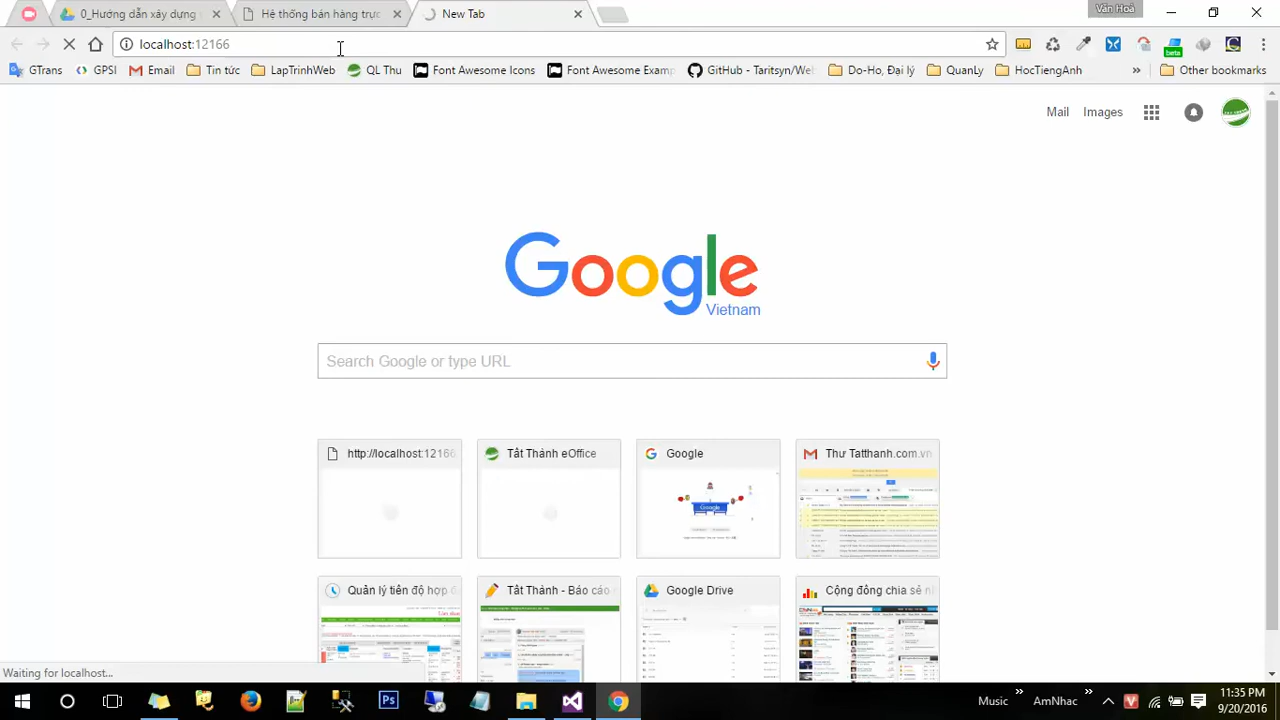 0_Hướng dẫn xây dựng
Hệ thống bán hàng trực
New Tab
Văn Hoà
localhost:12166
GTrans
GPSI
Email
Tin tức
LapTrinhWeb
QL Thu
Font Awesome Icons
Font Awesome Examp
GitHub - Taritsyn/We
Do-Ho, Đại lý
QuanLy
HocTiengAnh
»
Other bookmarks
Mail
Images
Google
Vietnam
Search Google or type URL
http://localhost:12166
Tất Thành eOffice
Google
Thư Tatthanh.com.vn
Quản lý tiến độ hợp đ
Tất Thành - Báo cáo
Google Drive
Cộng đồng chia sẻ n
Waiting for localhost
Music
»
AmNhac
»
11:35 PM
9/20/2016